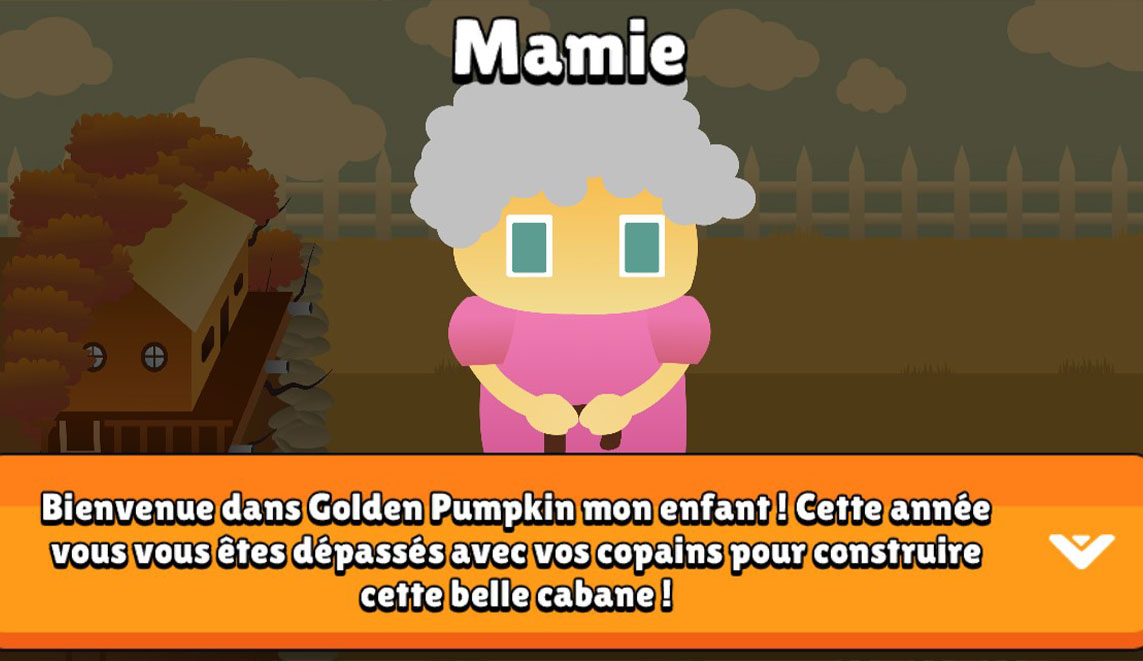 Mamie
Bienvenue dans Golden Pumpkin mon enfant ! Cette année
vous vous êtes dépassés avec vos copains pour construire
cette belle cabane !